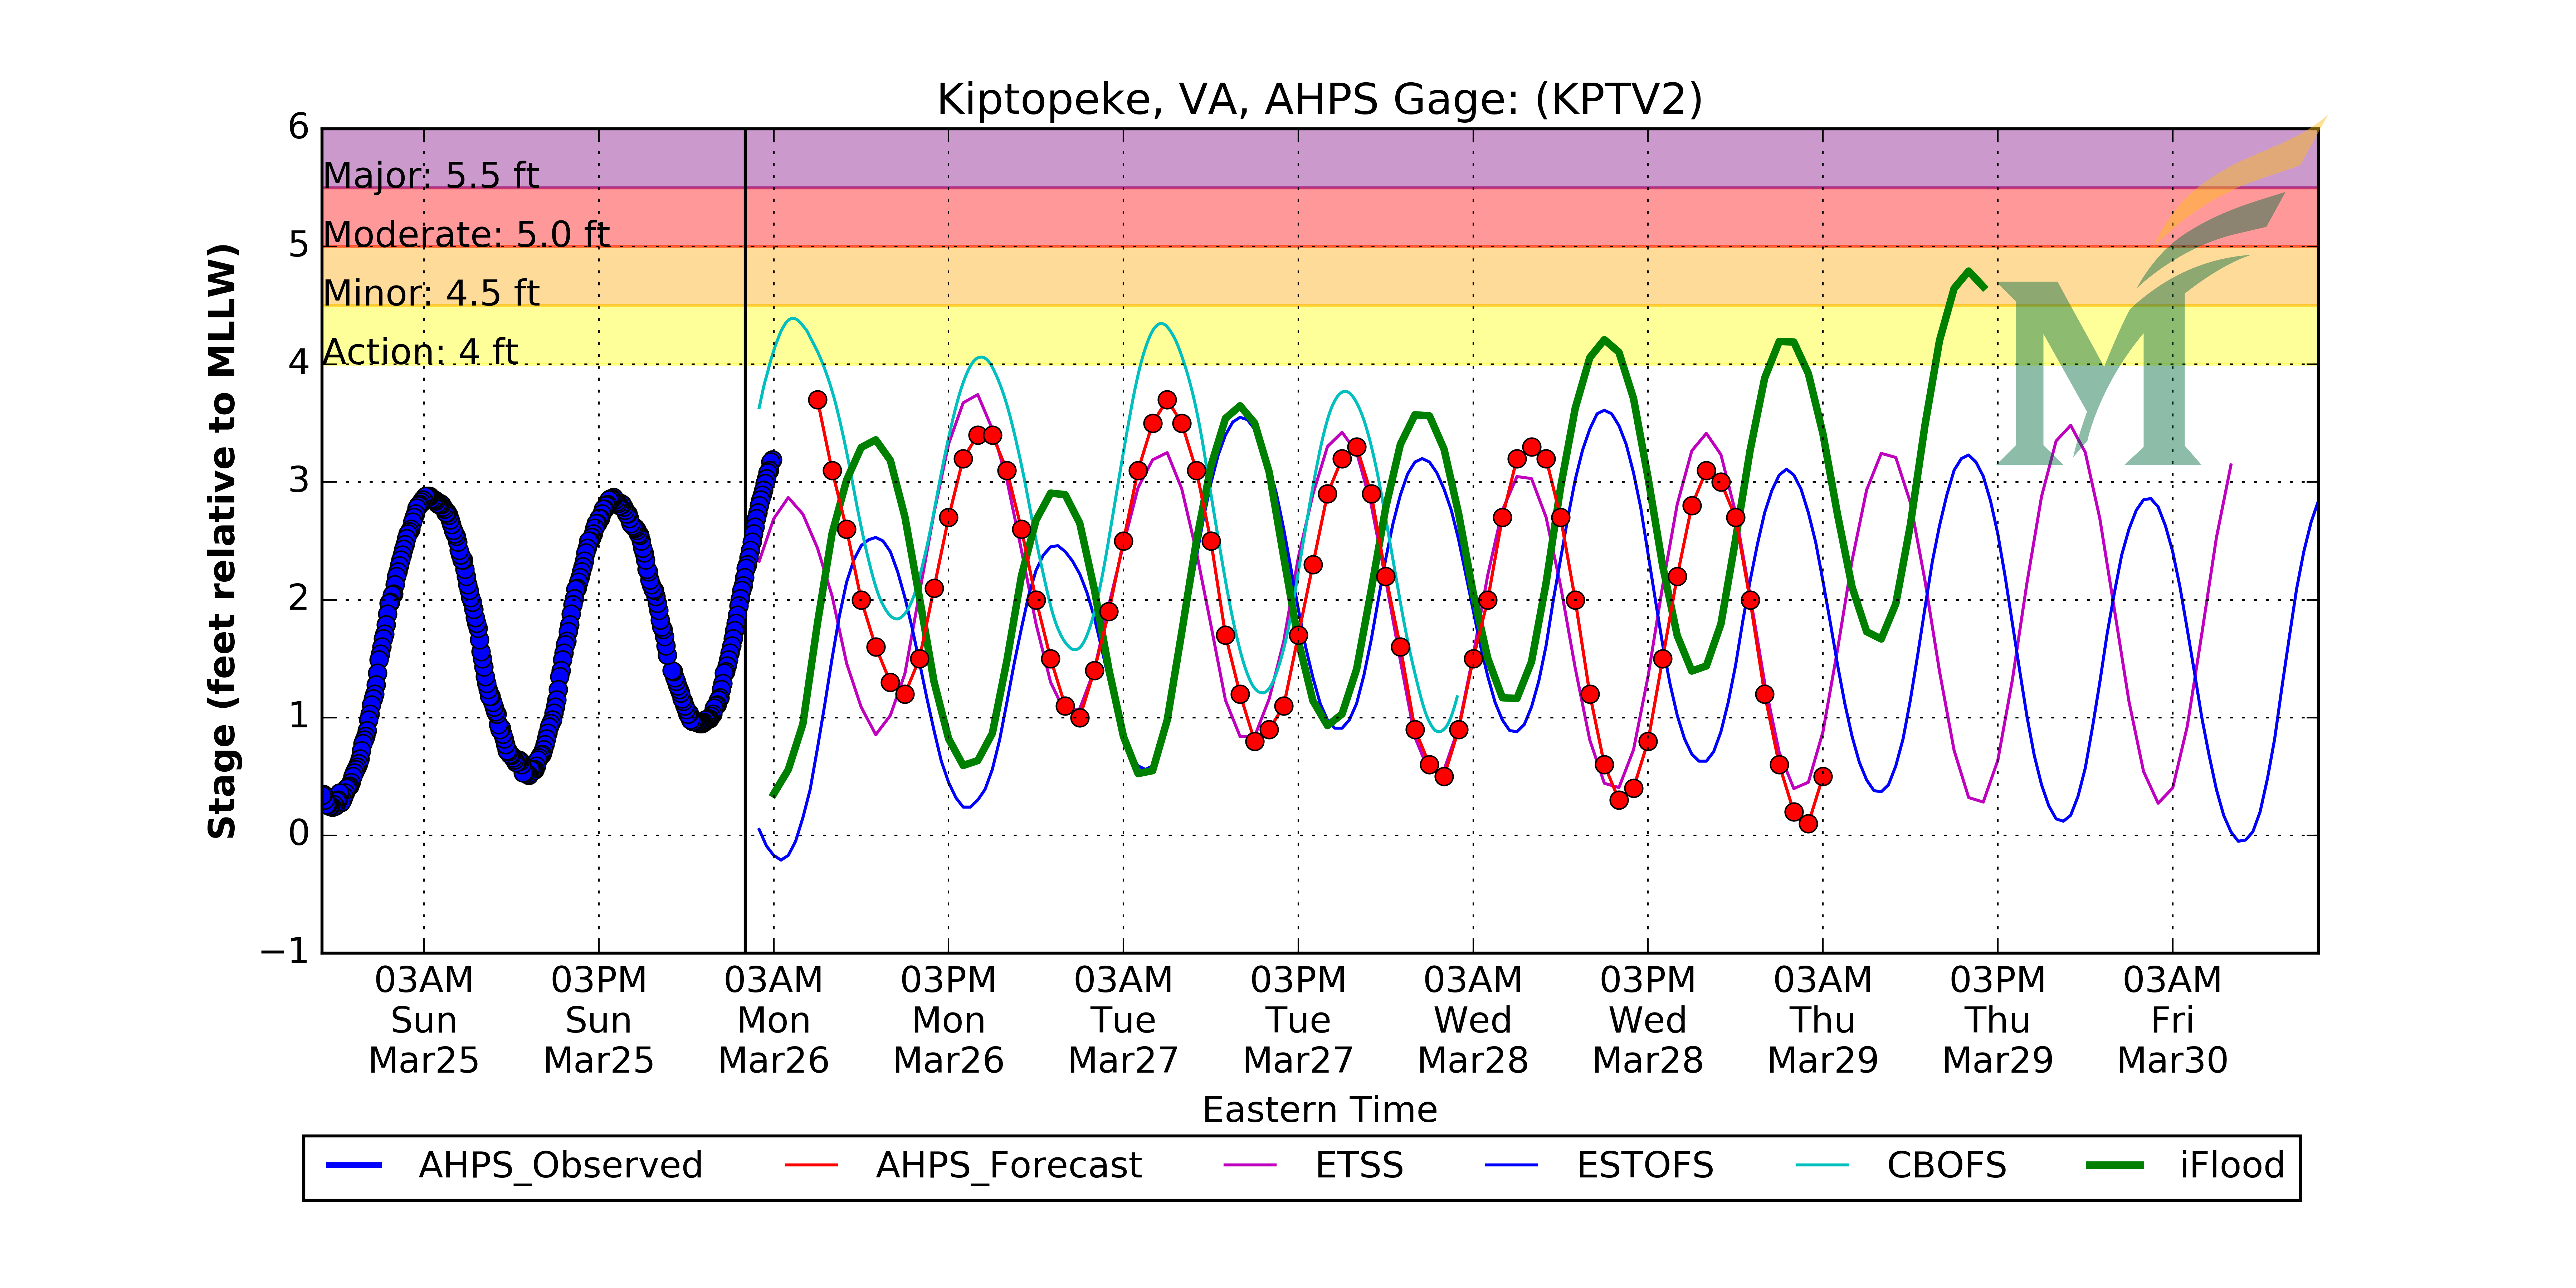 Kiptopeke, VA, AHPS Gage: (KPTV2)
6
5
4
3
2
1
0
−1
Stage (feet relative to MLLW)
Major: 5.5 ft
Moderate: 5.0 ft
Minor: 4.5 ft
Action: 4 ft
03AM 03PM 03AM 03PM 03AM 03PM 03AM 03PM 03AM 03PM 03AM
Sun Sun Mon Mon Tue Tue Wed Wed Thu Thu Fri
Mar25 Mar25 Mar26 Mar26 Mar27 Mar27 Mar28 Mar28 Mar29 Mar29 Mar30
Eastern Time
AHPS_Observed AHPS_Forecast ETSS ESTOFS CBOFS iFlood
M